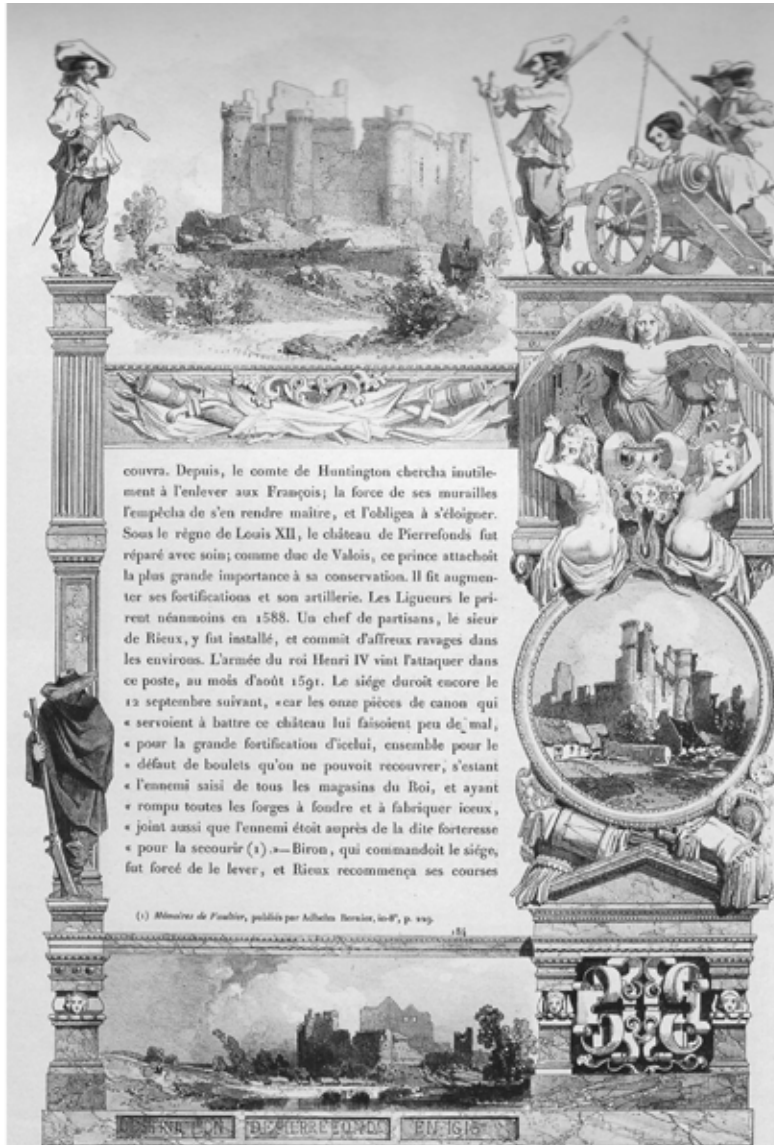 couvra. Depuis, le comte de Huntington chercha inutile-
ment à l'enlever aux François; la force de ses murailles
l'empêcha de s'en rendre maître, et l'obligea à s'éloigner.
Sous le règne de Louis XII, le château de Pierrefonds fut
réparé avec soin; comme duc de Valois, ce prince attachoit
la plus grande importance à sa conservation. Il fit augmen-
ter ses fortifications et son artillerie. Les Ligueurs le pri-
rent néanmoins en 1588. Un chef de partisans, le sieur
de Rieux, y fut installé, et commit d'affreux ravages dans
les environs. L'armée du roi Henri IV vint l'attaquer dans
ce poste, au mois d'août 1591. Le siége duroit encore le
12 septembre suivant, «car les onze pièces de canon qui
« servoient à battre ce château lui faisoient peu de mal,
« pour la grande fortification d'icelui, ensemble pour le
« défaut de boulets qu'on ne pouvoit recouvrer, s'estant
« l'ennemi saisi de tous les magasins du Roi, et ayant
« rompu toutes les forges à fondre et à fabriquer iceux,
« joint aussi que l'ennemi étoit auprès de la dite forteresse
« pour la secourir (1).»—Biron, qui commandoit le siége,
fut forcé de le lever, et Rieux recommença ses courses
(1) Mémoires de Vaultier, publiés par Adhelm Bernier, in-8°, p. 229.
184
DE PIERREFONDS EN 1616